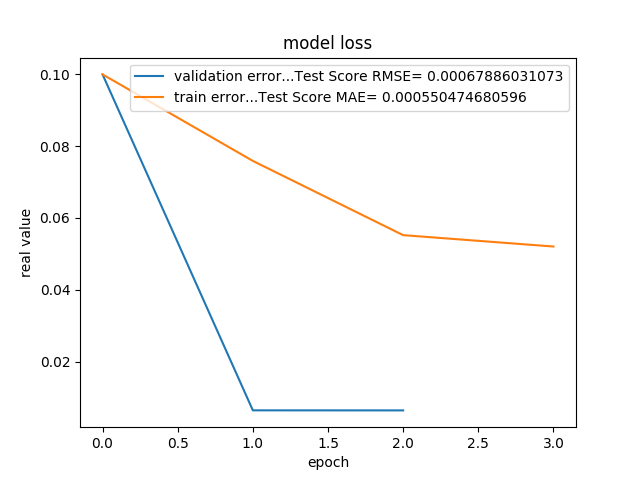 model loss
validation error...Test Score RMSE= 0.00067886031073
train error...Test Score MAE= 0.000550474680596
0.10
0.08
0.06
0.04
0.02
real value
0.0 0.5 1.0 1.5 2.0 2.5 3.0
epoch